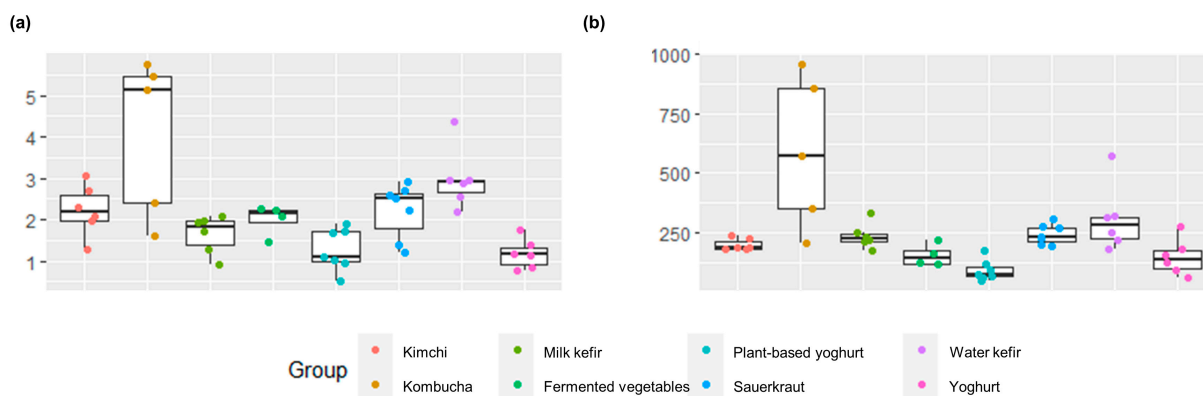 (a)
(b)
5
4
3
2
1
1000
750
500
250
Group
Kimchi
Milk kefir
Plant-based yoghurt
Water kefir
Kombucha
Fermented vegetables
Sauerkraut
Yoghurt